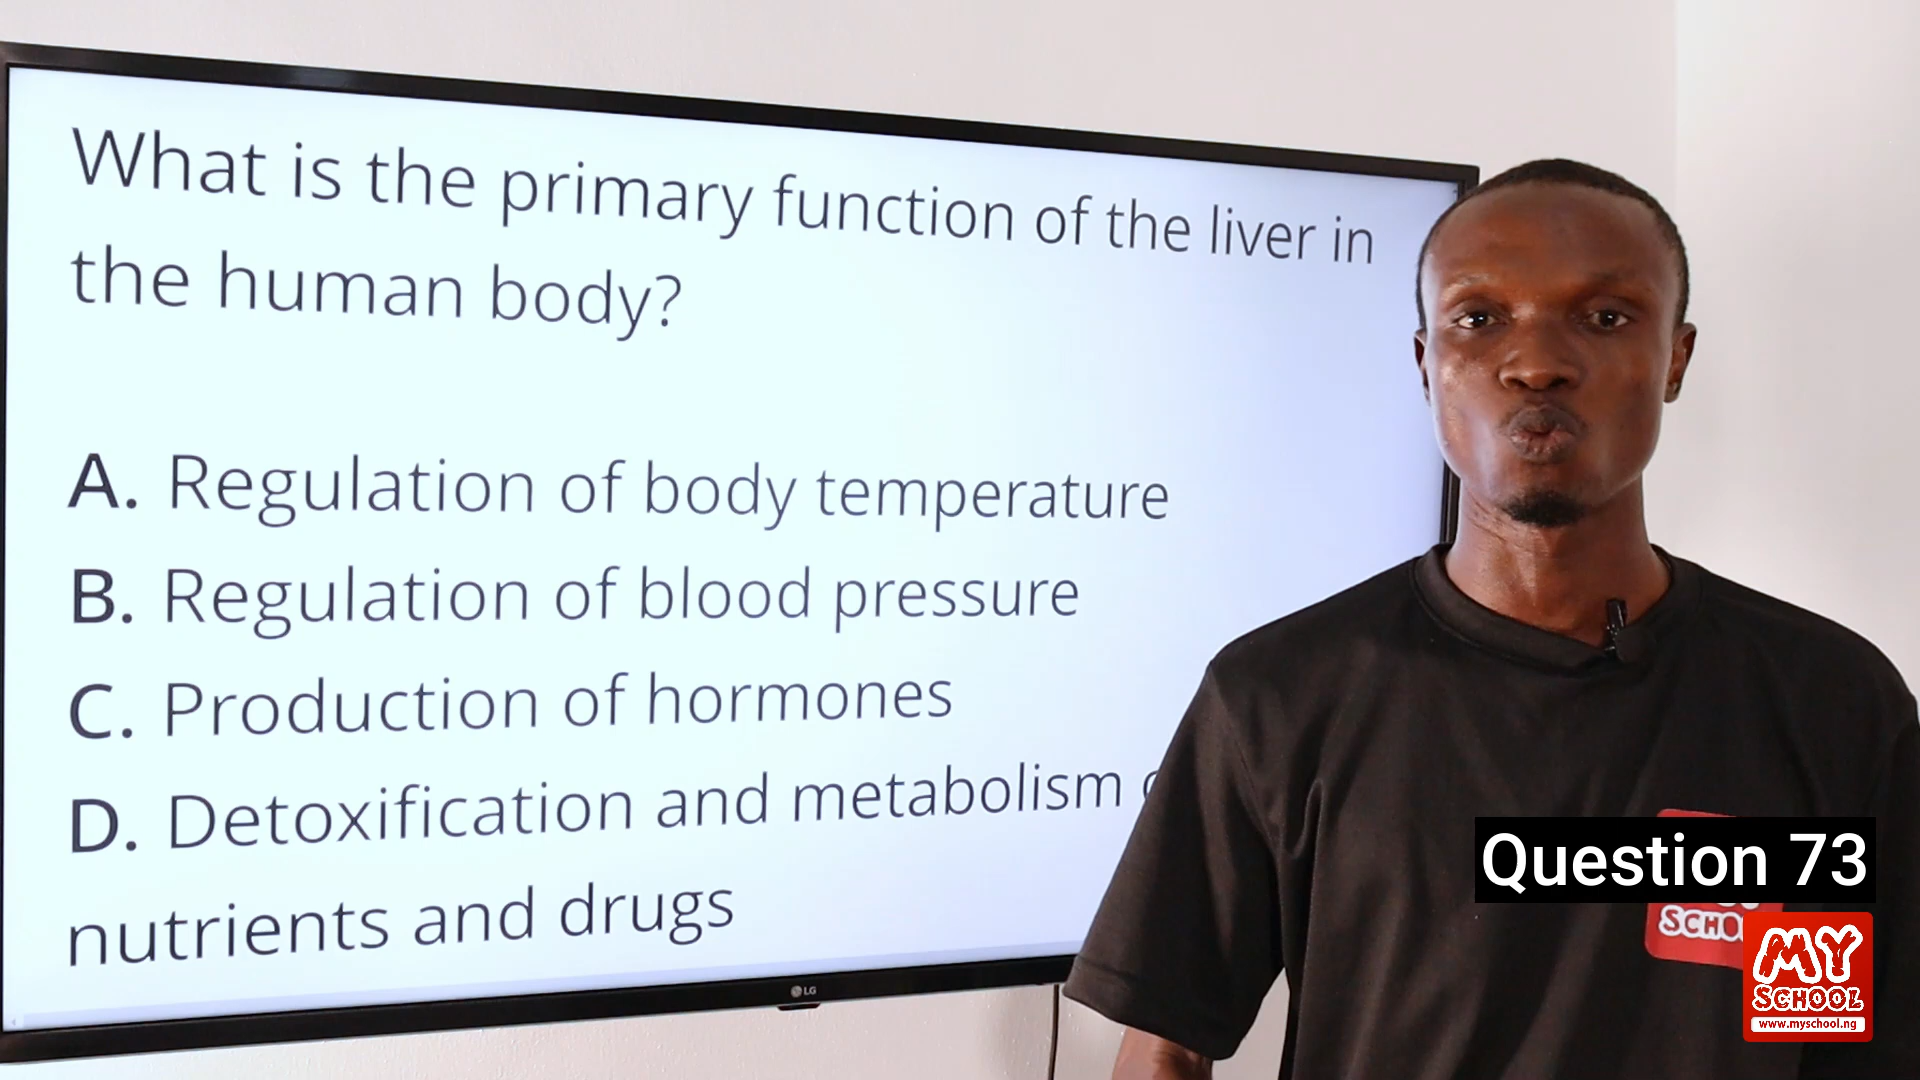 What is the primary function of the liver in
the human body?
A. Regulation of body temperature
B. Regulation of blood pressure
C. Production of hormones
D. Detoxification and metabolism
nutrients and drugs
LG
Question 73
SCHO
MY
SCHOOL
www.myschool.ng